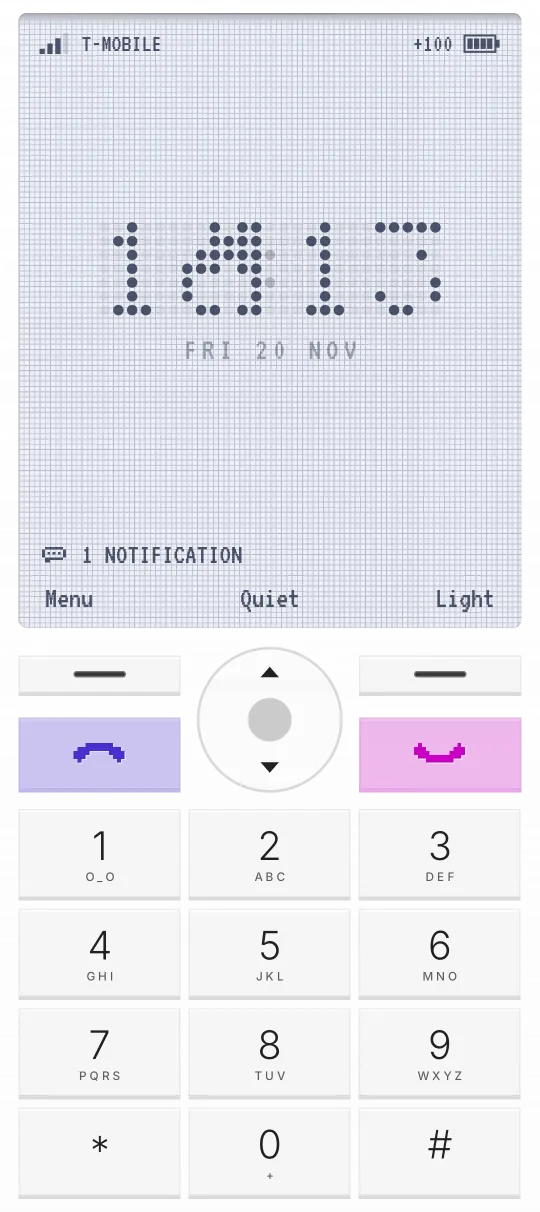 T-MOBILE +100
FRI 20 NOV
1 NOTIFICATION
Menu Quiet Light
1 2 3
O_O ABC DEF
4 5 6
GHI JKL MNO
7 8 9
PQRS TUV WXYZ
* 0 #
+